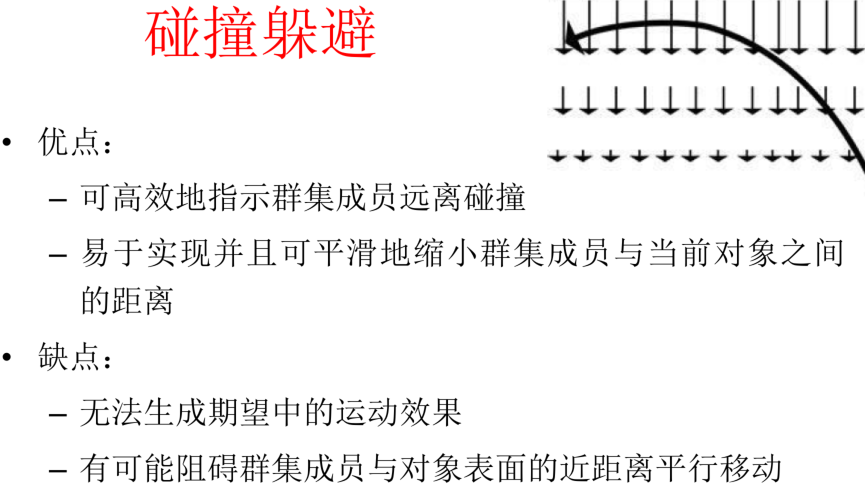 碰撞躲避
• 优点：
– 可高效地指示群集成员远离碰撞
– 易于实现并且可平滑地缩小群集成员与当前对象之间
的距离
• 缺点：
– 无法生成期望中的运动效果
– 有可能阻碍群集成员与对象表面的近距离平行移动